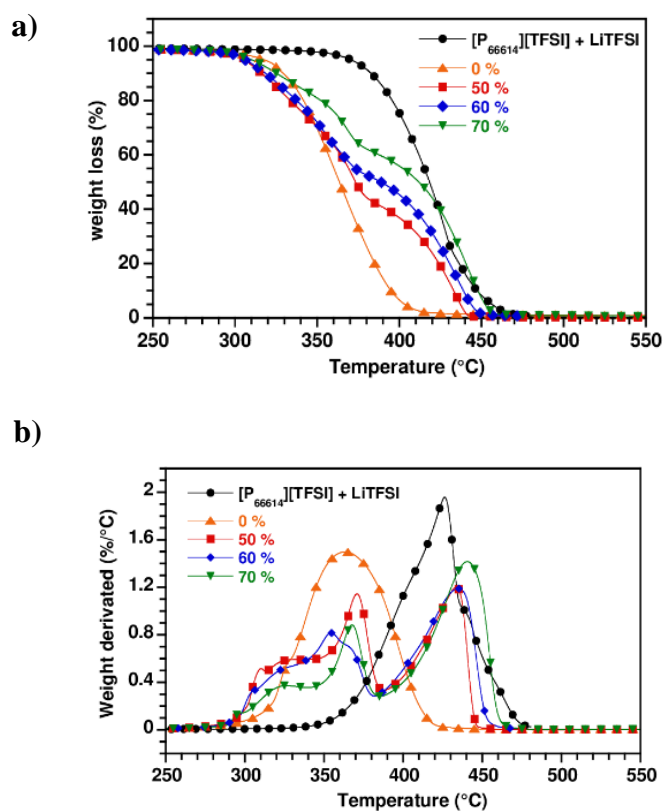 a)
100
80
60
40
20
0
weight loss (%)
[P66614][TFSI] + LiTFSI
0 %
50 %
60 %
70 %
250 300 350 400 450 500 550
Temperature (°C)
b)
2
1.6
1.2
0.8
0.4
0
Weight derivated (%/°C)
[P66614][TFSI] + LiTFSI
0 %
50 %
60 %
70 %
250 300 350 400 450 500 550
Temperature (°C)